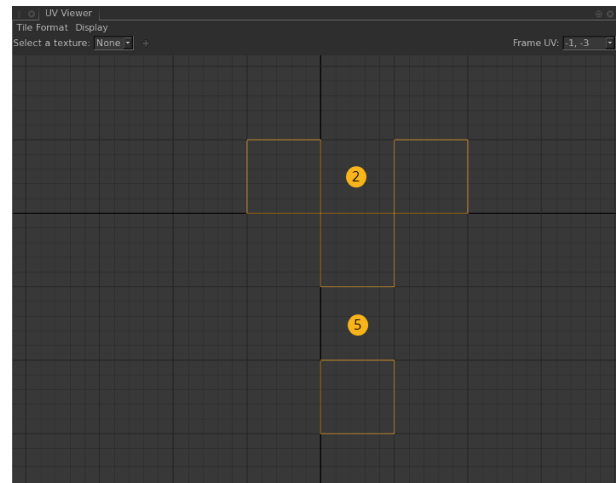 UV Viewer
Tile Format Display
Select a texture: None
Frame UV: -1, -3
2
5